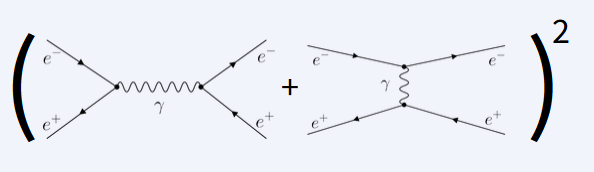 ( e⁻ e⁻ + e⁻ e⁻ )²
γ γ
e⁺ e⁺ e⁺ e⁺